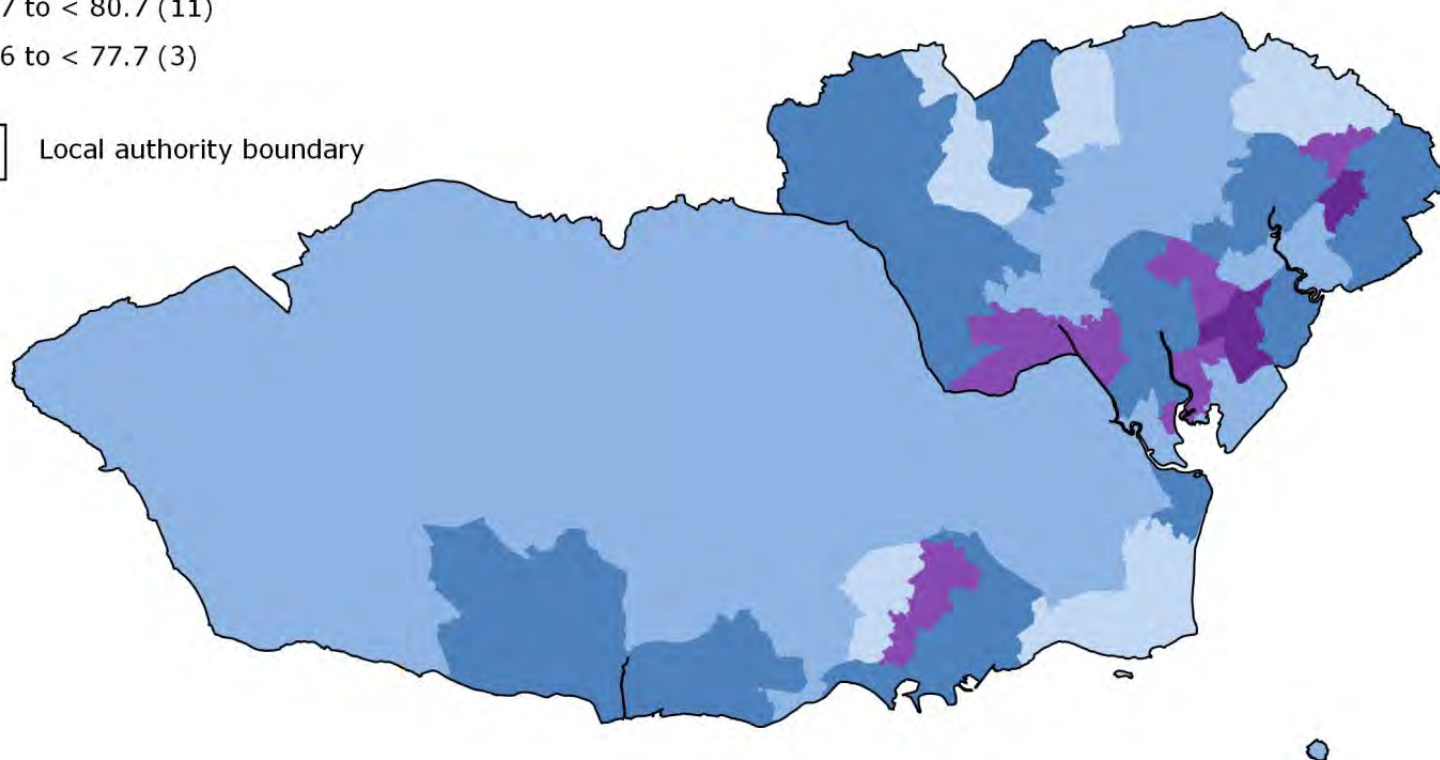 7 to < 80.7 (11)
6 to < 77.7 (3)
Local authority boundary